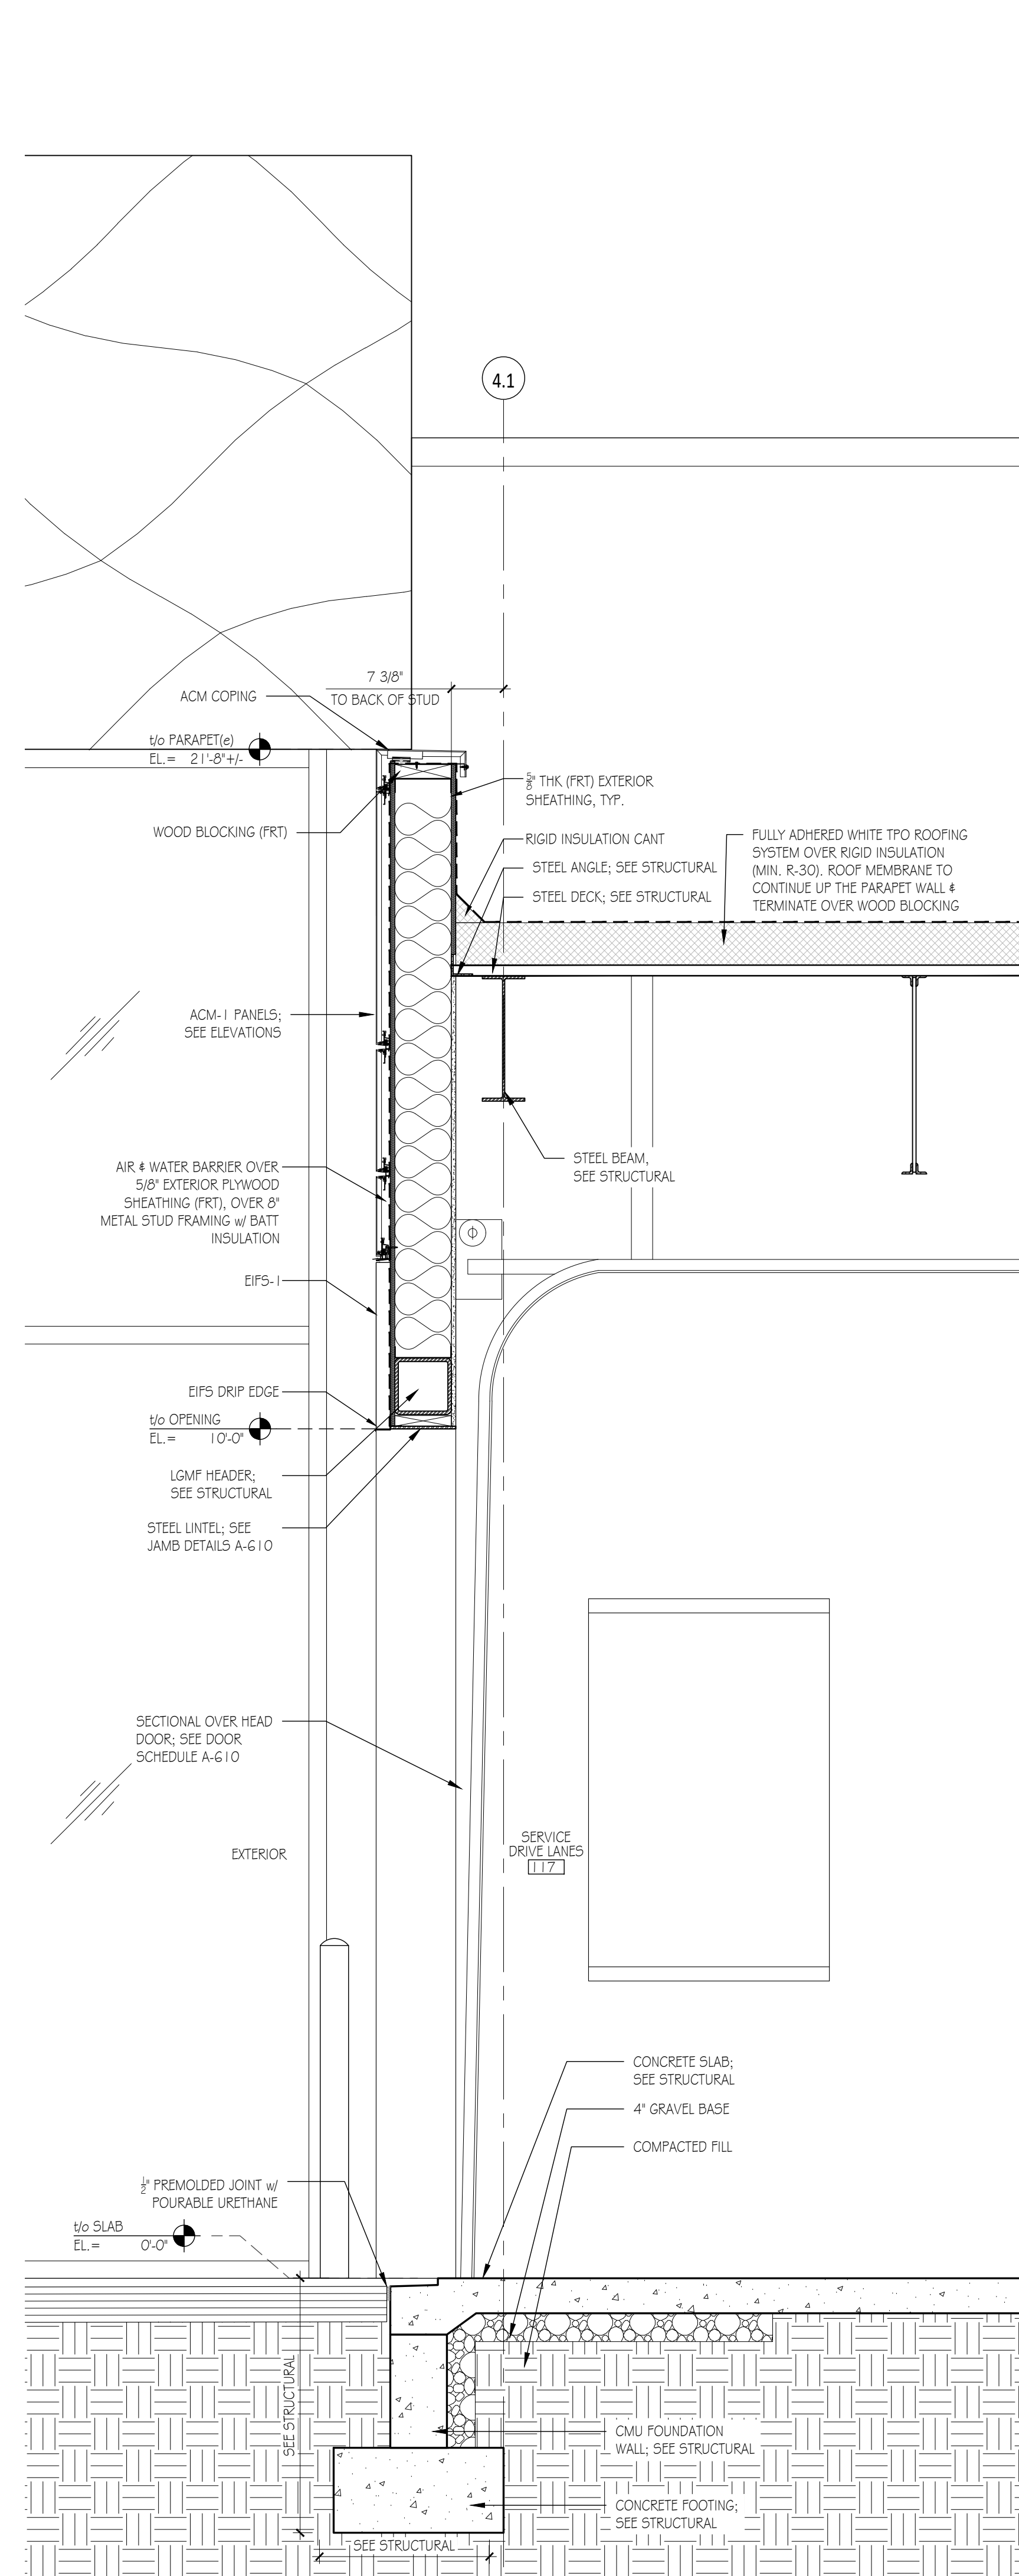 4.1
7 3/8"
TO BACK OF STUD
ACM COPING
t/o PARAPET(e)
EL.= 21'-8"+/-
WOOD BLOCKING (FRT)
5/8" THK (FRT) EXTERIOR
SHEATHING, TYP.
RIGID INSULATION CANT
STEEL ANGLE; SEE STRUCTURAL
STEEL DECK; SEE STRUCTURAL
FULLY ADHERED WHITE TPO ROOFING
SYSTEM OVER RIGID INSULATION
(MIN. R-30). ROOF MEMBRANE TO
CONTINUE UP THE PARAPET WALL &
TERMINATE OVER WOOD BLOCKING
ACM-1 PANELS;
SEE ELEVATIONS
STEEL BEAM,
SEE STRUCTURAL
AIR & WATER BARRIER OVER
5/8" EXTERIOR PLYWOOD
SHEATHING (FRT), OVER 8"
METAL STUD FRAMING w/ BATT
INSULATION
EIFS-1
EIFS DRIP EDGE
t/o OPENING
EL.= 10'-0"
LGMF HEADER;
SEE STRUCTURAL
STEEL LINTEL; SEE
JAMB DETAILS A-610
SECTIONAL OVER HEAD
DOOR; SEE DOOR
SCHEDULE A-610
EXTERIOR
SERVICE
DRIVE LANES
117
CONCRETE SLAB;
SEE STRUCTURAL
4" GRAVEL BASE
COMPACTED FILL
1/2" PREMOLDED JOINT w/
POURABLE URETHANE
t/o SLAB
EL.= 0'-0"
SEE STRUCTURAL
CMU FOUNDATION
WALL; SEE STRUCTURAL
CONCRETE FOOTING;
SEE STRUCTURAL
SEE STRUCTURAL